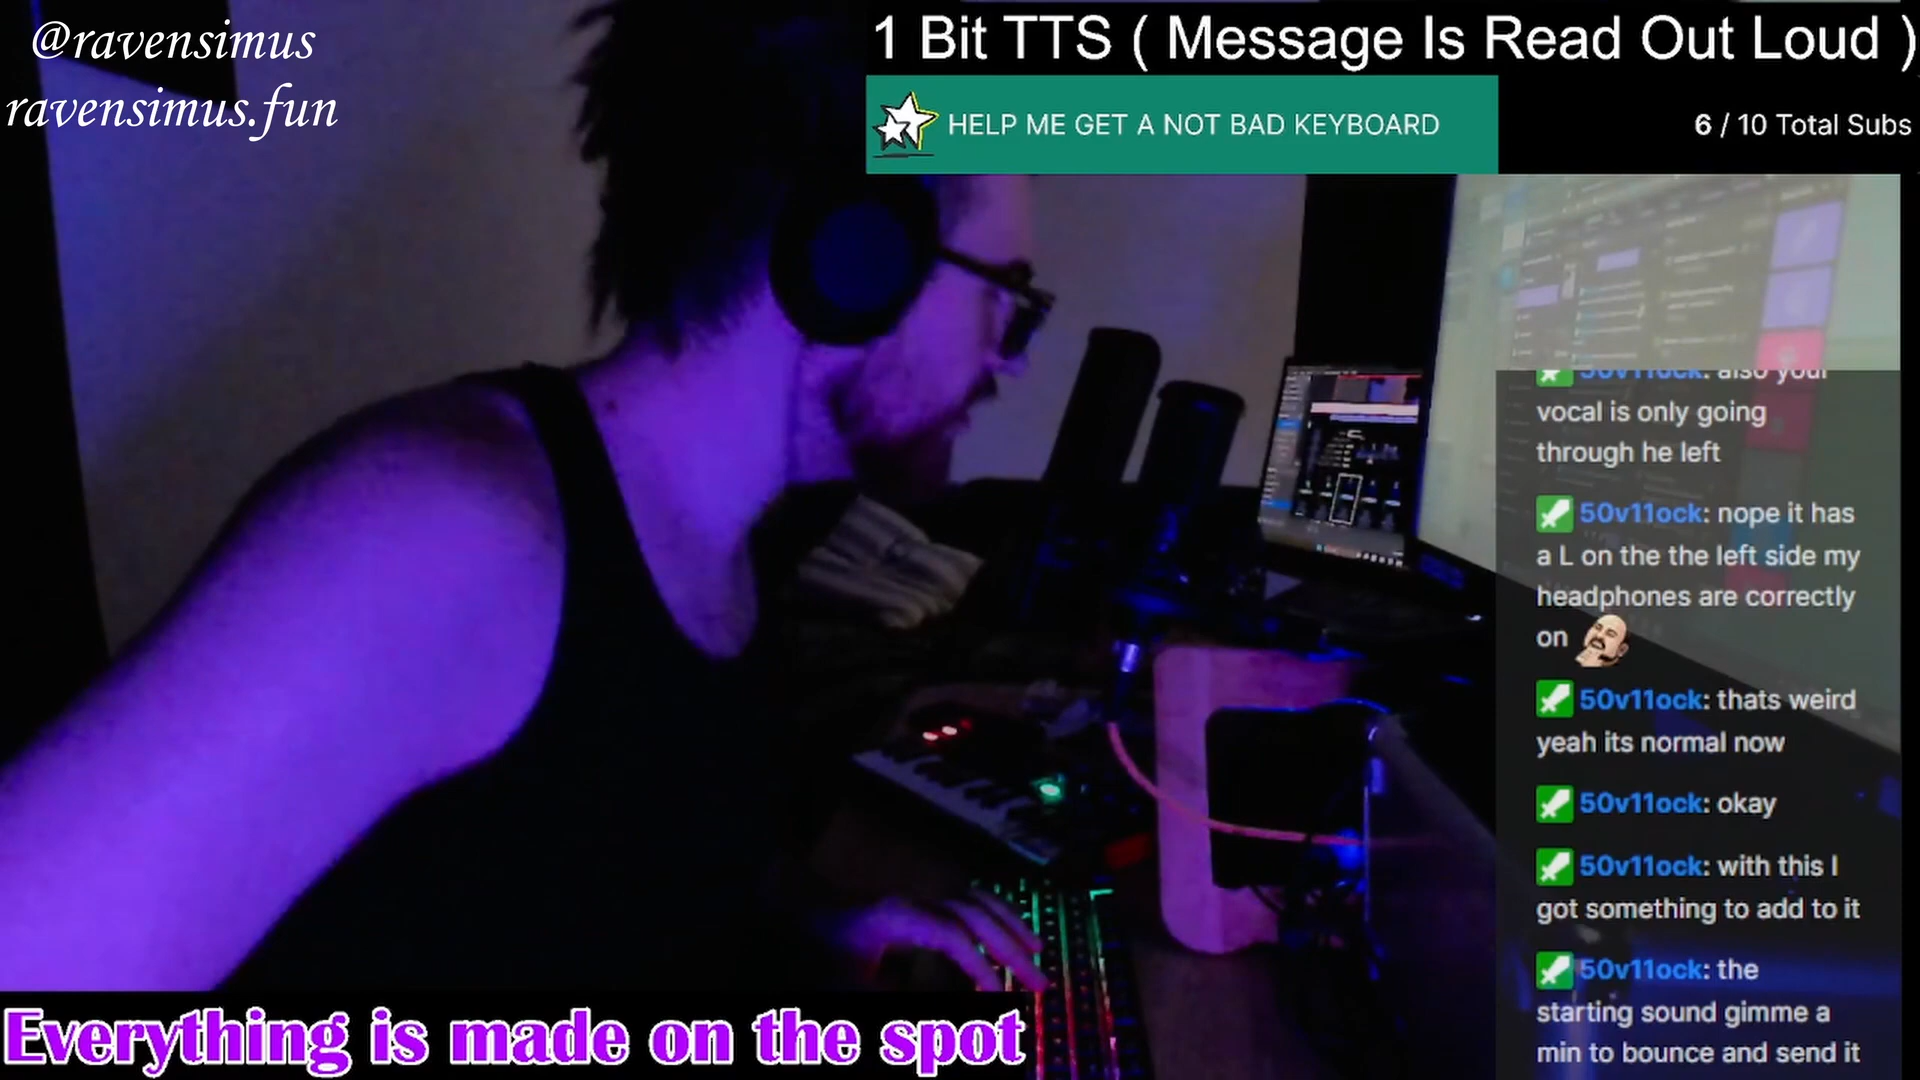 @ravensimus
ravensimus.fun
1 Bit TTS ( Message Is Read Out Loud )
HELP ME GET A NOT BAD KEYBOARD
6 / 10 Total Subs
50v11ock: also your
vocal is only going
through he left
50v11ock: nope it has
a L on the the left side my
headphones are correctly
on
50v11ock: thats weird
yeah its normal now
50v11ock: okay
50v11ock: with this I
got something to add to it
50v11ock: the
starting sound gimme a
min to bounce and send it
Everything is made on the spot